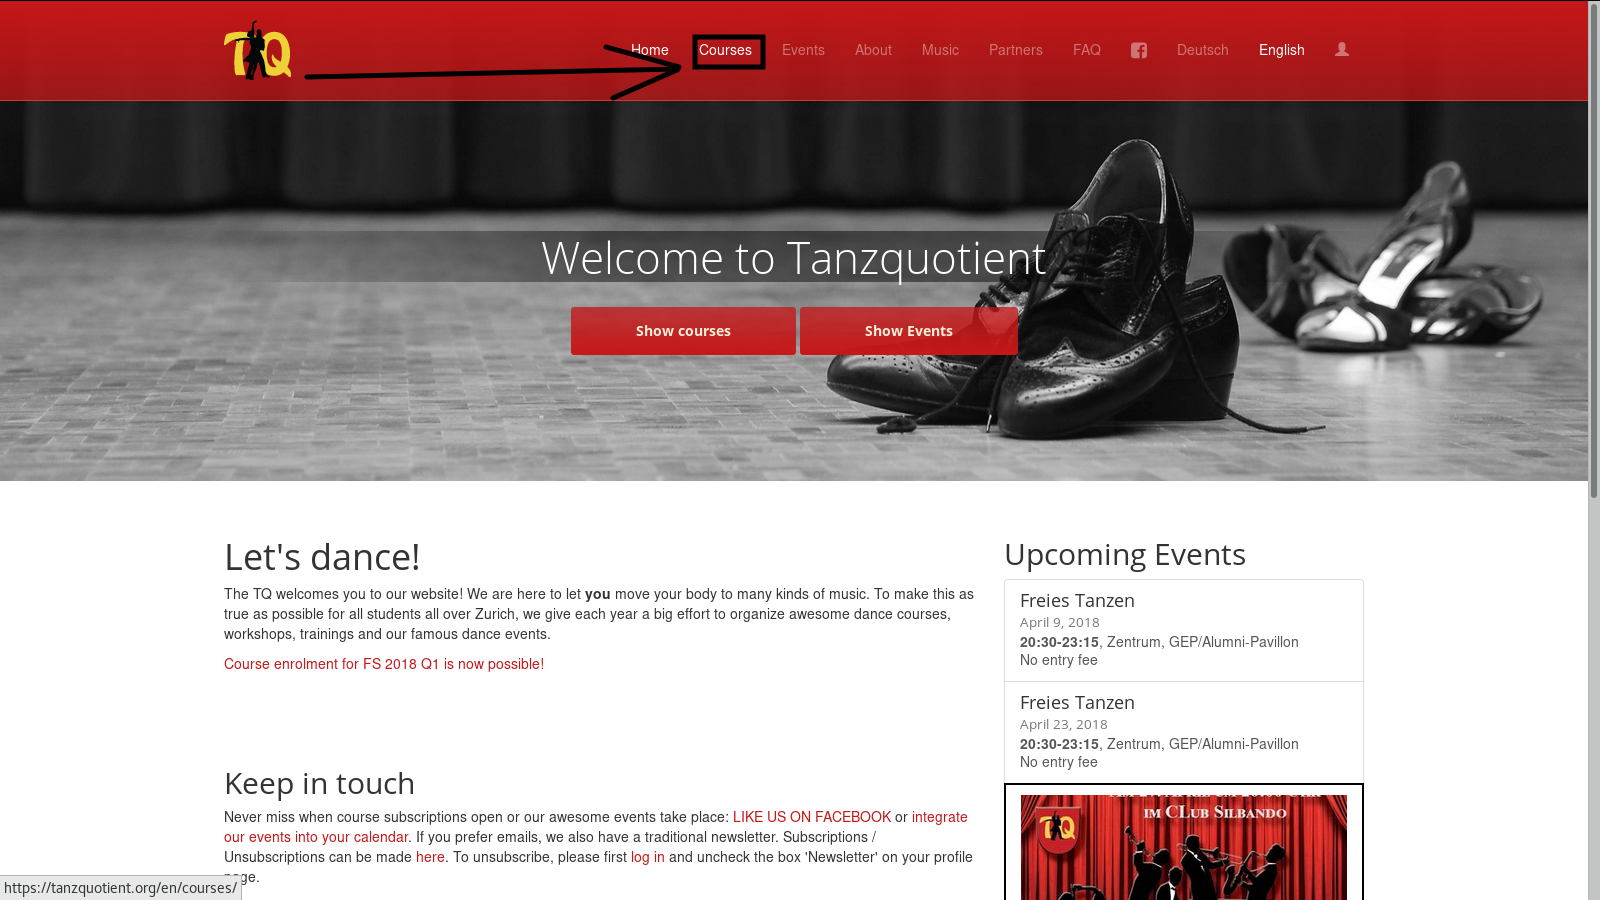 TQ
Home Courses Events About Music Partners FAQ Deutsch English
Welcome to Tanzquotient
Show courses Show Events
Let's dance!
The TQ welcomes you to our website! We are here to let you move your body to many kinds of music. To make this as
true as possible for all students all over Zurich, we give each year a big effort to organize awesome dance courses,
workshops, trainings and our famous dance events.
Course enrolment for FS 2018 Q1 is now possible!
Keep in touch
Never miss when course subscriptions open or our awesome events take place: LIKE US ON FACEBOOK or integrate
our events into your calendar. If you prefer emails, we also have a traditional newsletter. Subscriptions /
Unsubscriptions can be made here. To unsubscribe, please first log in and uncheck the box 'Newsletter' on your profile
page.
https://tanzquotient.org/en/courses/
Upcoming Events
Freies Tanzen
April 9, 2018
20:30-23:15, Zentrum, GEP/Alumni-Pavillon
No entry fee
Freies Tanzen
April 23, 2018
20:30-23:15, Zentrum, GEP/Alumni-Pavillon
No entry fee
IM CLUB SILBANDO
TQ